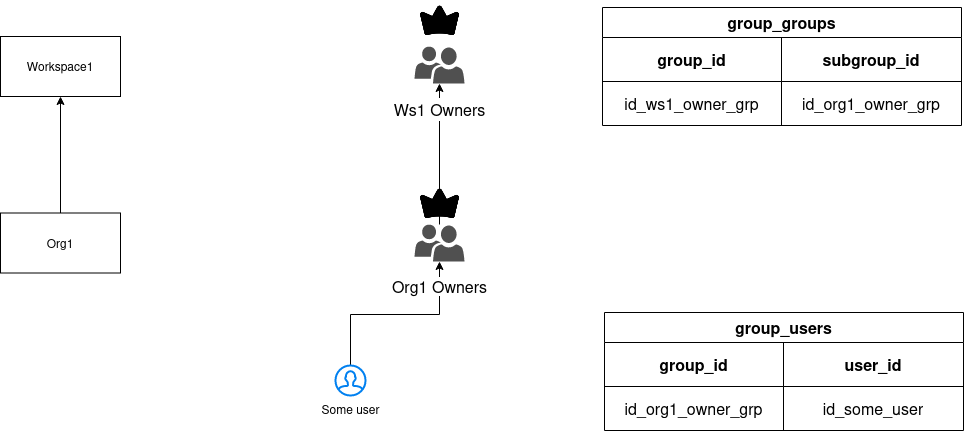 Workspace1
Org1
Ws1 Owners
Org1 Owners
Some user
group_groups
group_id subgroup_id
id_ws1_owner_grp id_org1_owner_grp
group_users
group_id user_id
id_org1_owner_grp id_some_user